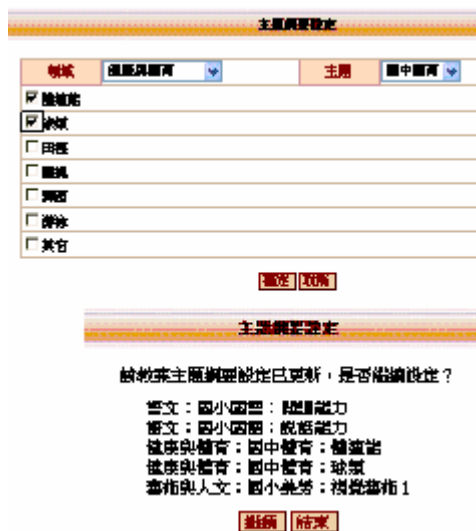 主題綱要設定
領域 健康與體育 主題 國中體育
體適能
球類
田徑
體操
舞蹈
游泳
其它
確定 取消
主題綱要設定
該教案主題綱要設定已更新，是否繼續設定？
語文：國小國語：閱讀能力
語文：國小國語：說話能力
健康與體育：國中體育：體適能
健康與體育：國中體育：球類
藝術與人文：國小美勞：視覺藝術1
繼續 結束